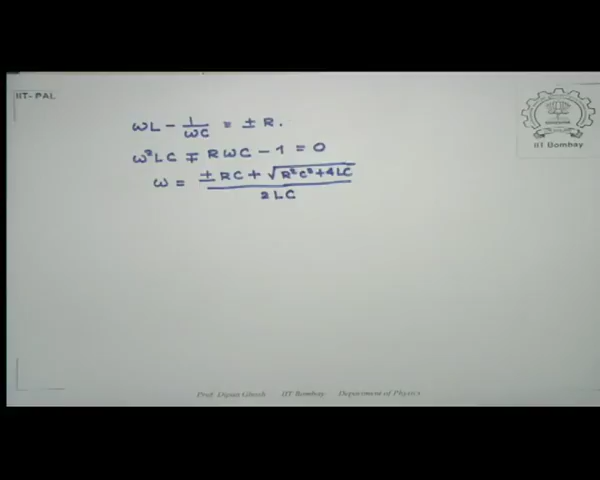 IIT-PAL
ωL - 1/ωC = ± R.
ω²LC ∓ RωC - 1 = 0
ω = ± RC + √R²C²+4LC / 2LC
IIT Bombay
Prof. Dipan Ghosh IIT Bombay Department of Physics